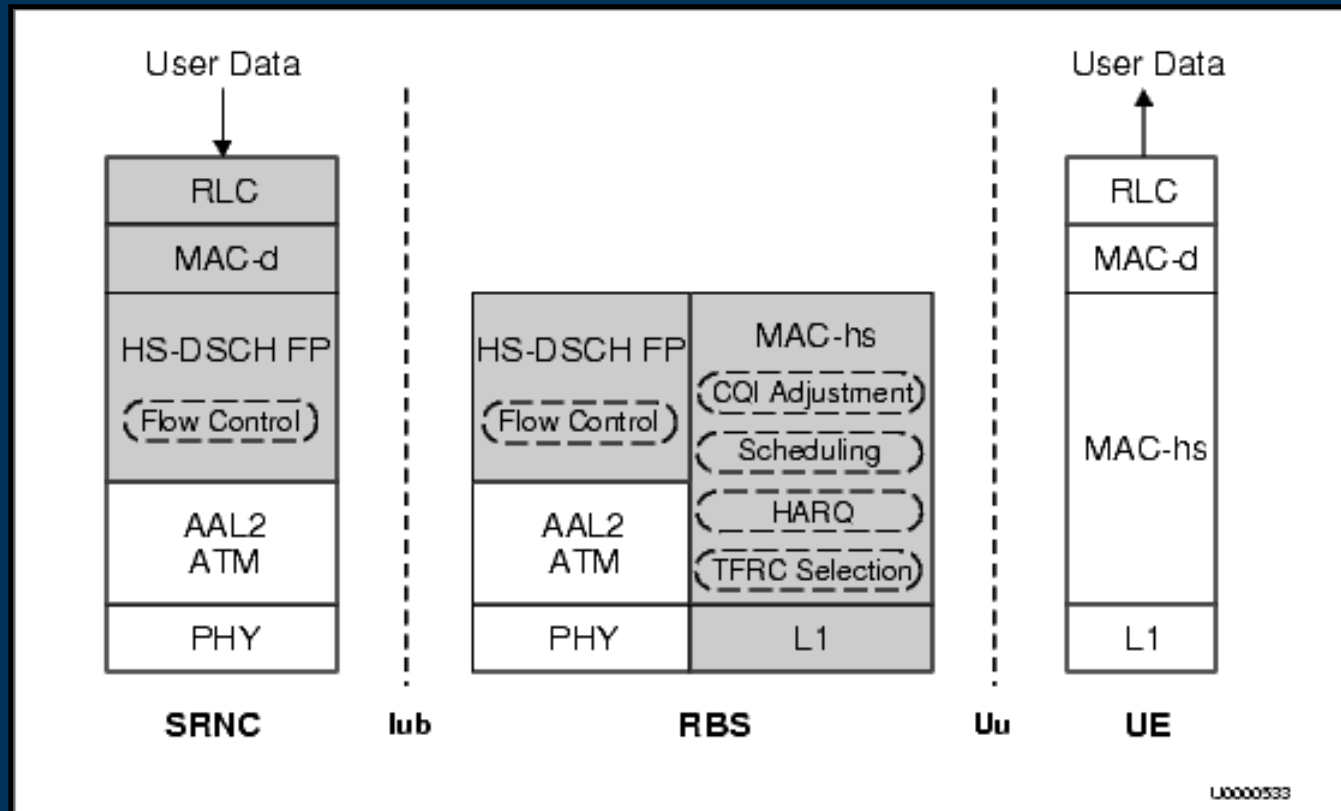 User Data
User Data
RLC
MAC-d
HS-DSCH FP
Flow Control
AAL2
ATM
PHY
HS-DSCH FP
Flow Control
AAL2
ATM
PHY
MAC-hs
CQI Adjustment
Scheduling
HARQ
TFRC Selection
L1
RLC
MAC-d
MAC-hs
L1
SRNC
Iub
RBS
Uu
UE
U0000533